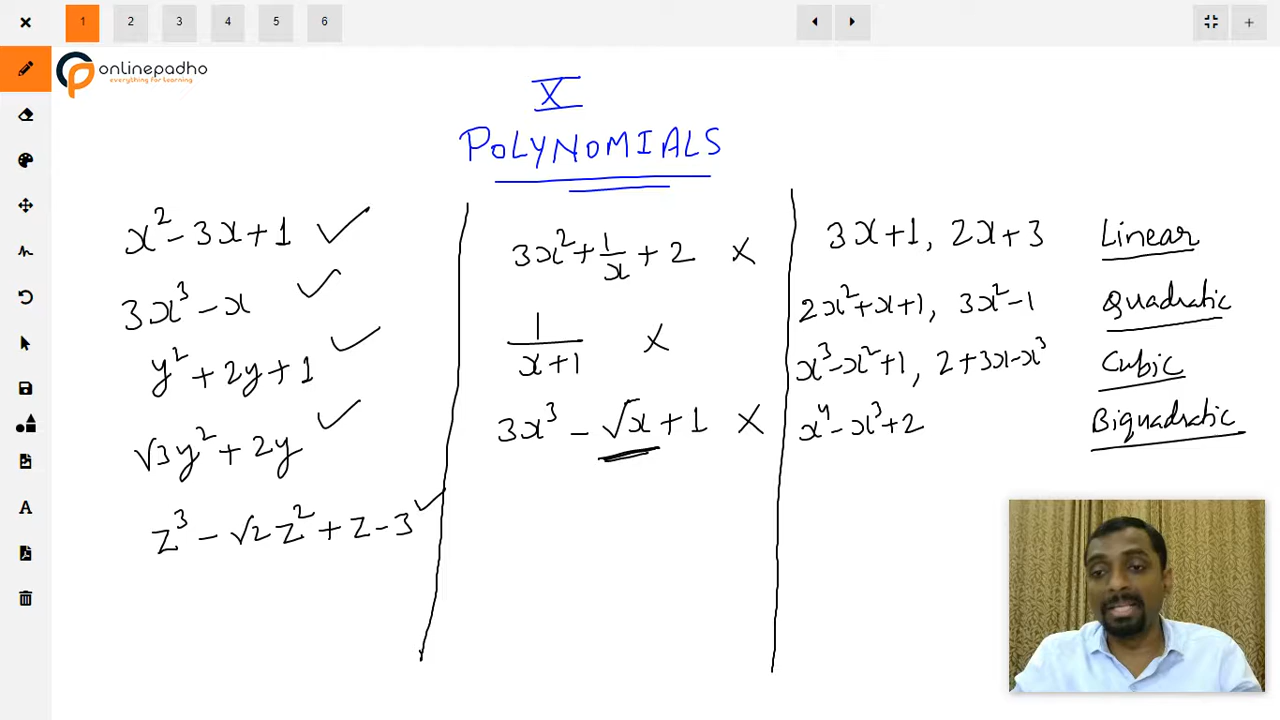 1 2 3 4 5 6
onlinepadho
everything for learning
X
POLYNOMIALS
x² - 3x + 1 ✓
3x³ - x ✓
y² + 2y + 1 ✓
√3y² + 2y ✓
z³ - √2 z² + z - 3 ✓
3x² + 1/x + 2 ×
1/(x+1) ×
3x³ - √x + 1 ×
3x+1, 2x+3 Linear
2x²+x+1, 3x²-1 Quadratic
x³-x²+1, 2+3x-x³ Cubic
x⁴-x³+2 Biquadratic